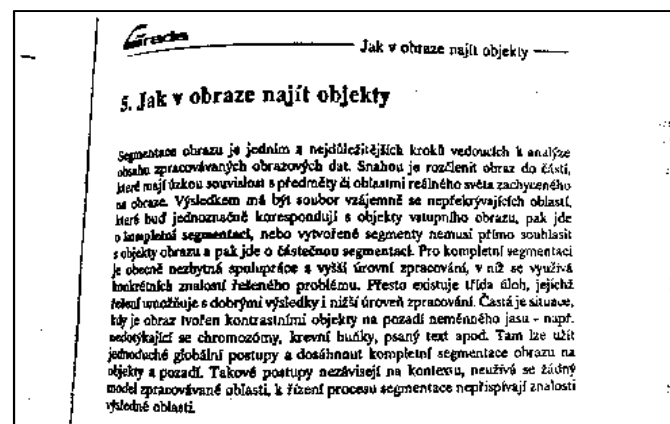 Grada
Jak v obraze najít objekty
5. Jak v obraze najít objekty
Segmentace obrazu je jedním z nejdůležitějších kroků vedoucích k analýze
obsahu zpracovávaných obrazových dat. Snahou je rozčlenit obraz do částí,
které mají úzkou souvislost s předměty či oblastmi reálného světa zachyceného
na obraze. Výsledkem má být soubor vzájemně se nepřekrývajících oblastí,
které buď jednoznačně korespondují s objekty vstupního obrazu, pak jde
o kompletní segmentaci, nebo vytvořené segmenty nemusí přímo souhlasit
s objekty obrazu a pak jde o částečnou segmentaci. Pro kompletní segmentaci
je obecně nezbytná spolupráce s vyšší úrovní zpracování, v níž se využívá
konkrétních znalostí řešeného problému. Přesto existuje třída úloh, jejichž
řešení umožňuje s dobrými výsledky i nižší úroveň zpracování. Častá je situace,
kdy je obraz tvořen kontrastními objekty na pozadí neměnného jasu - např.
nedotýkající se chromozómy, krevní buňky, psaný text apod. Tam lze užít
jednoduché globální postupy a dosáhnout kompletní segmentace obrazu na
objekty a pozadí. Takové postupy nezávisejí na kontextu, neužívá se žádný
model zpracovávané oblasti, k řízení procesu segmentace nepřispívají znalosti
výsledné oblasti.